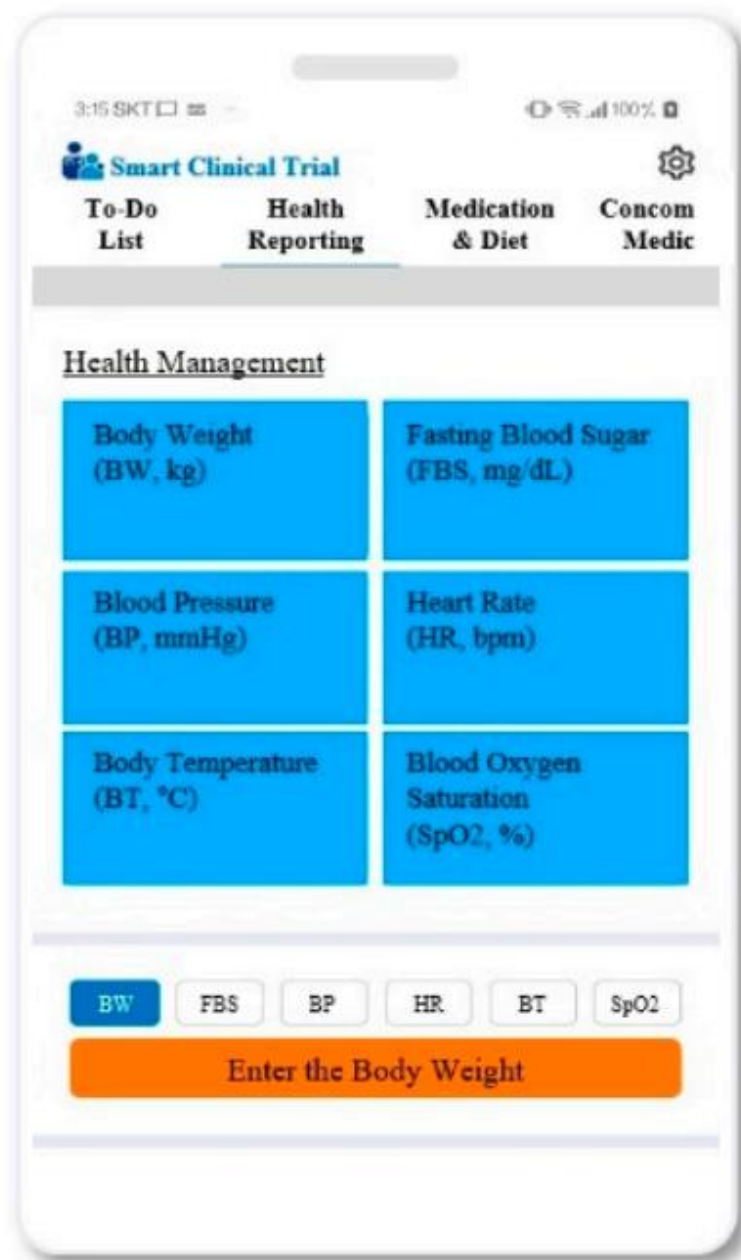 3:15 SKT
100%
Smart Clinical Trial
To-Do List
Health Reporting
Medication & Diet
Concom Medic
Health Management
Body Weight
(BW, kg)
Fasting Blood Sugar
(FBS, mg/dL)
Blood Pressure
(BP, mmHg)
Heart Rate
(HR, bpm)
Body Temperature
(BT, °C)
Blood Oxygen
Saturation
(SpO2, %)
BW FBS BP HR BT SpO2
Enter the Body Weight